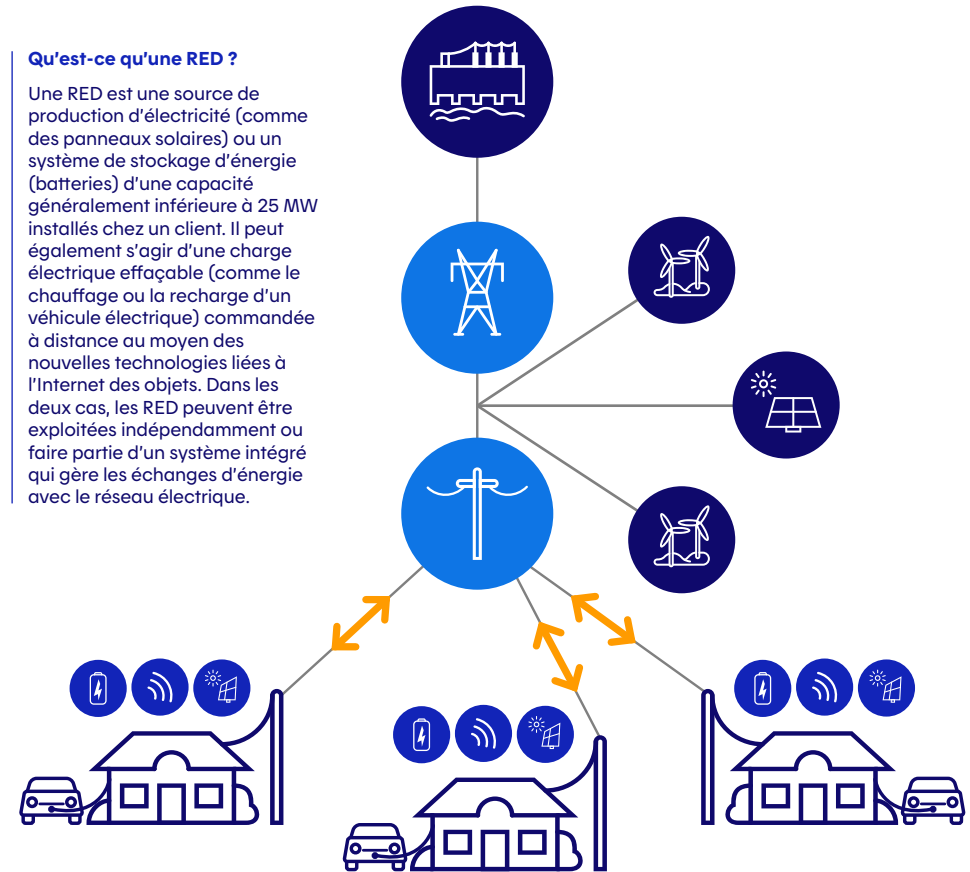 Qu'est-ce qu'une RED ?
Une RED est une source de
production d'électricité (comme
des panneaux solaires) ou un
système de stockage d'énergie
(batteries) d'une capacité
généralement inférieure à 25 MW
installés chez un client. Il peut
également s'agir d'une charge
électrique effaçable (comme le
chauffage ou la recharge d'un
véhicule électrique) commandée
à distance au moyen des
nouvelles technologies liées à
l'Internet des objets. Dans les
deux cas, les RED peuvent être
exploitées indépendamment ou
faire partie d'un système intégré
qui gère les échanges d'énergie
avec le réseau électrique.